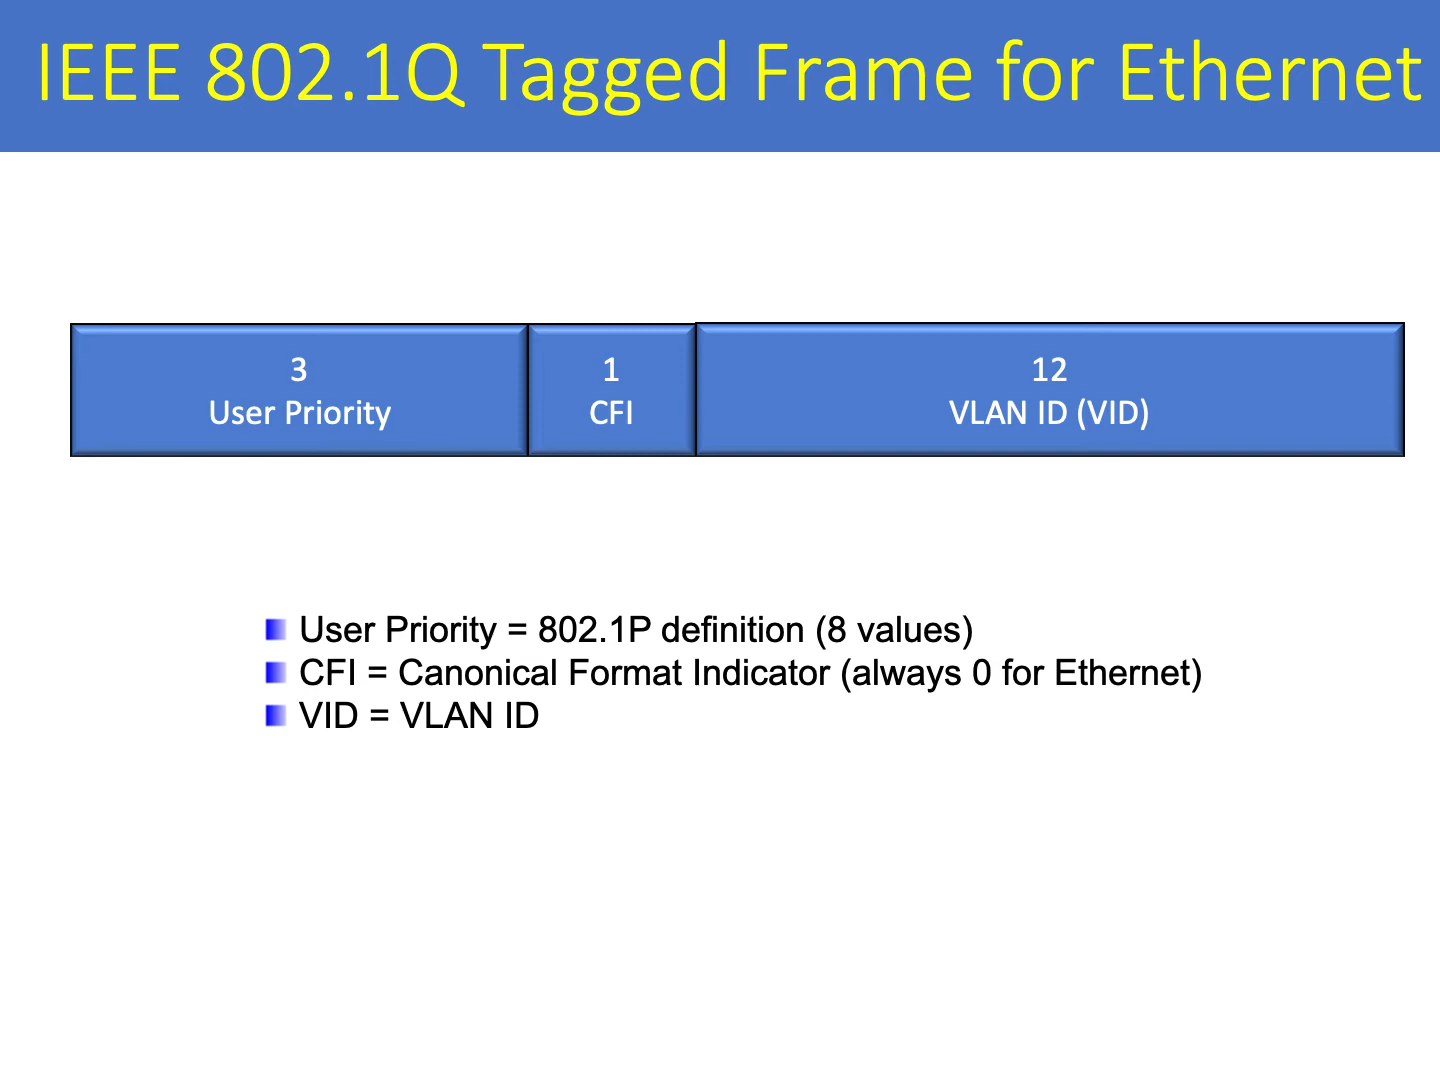 IEEE 802.1Q Tagged Frame for Ethernet
3
User Priority
1
CFI
12
VLAN ID (VID)
User Priority = 802.1P definition (8 values)
CFI = Canonical Format Indicator (always 0 for Ethernet)
VID = VLAN ID